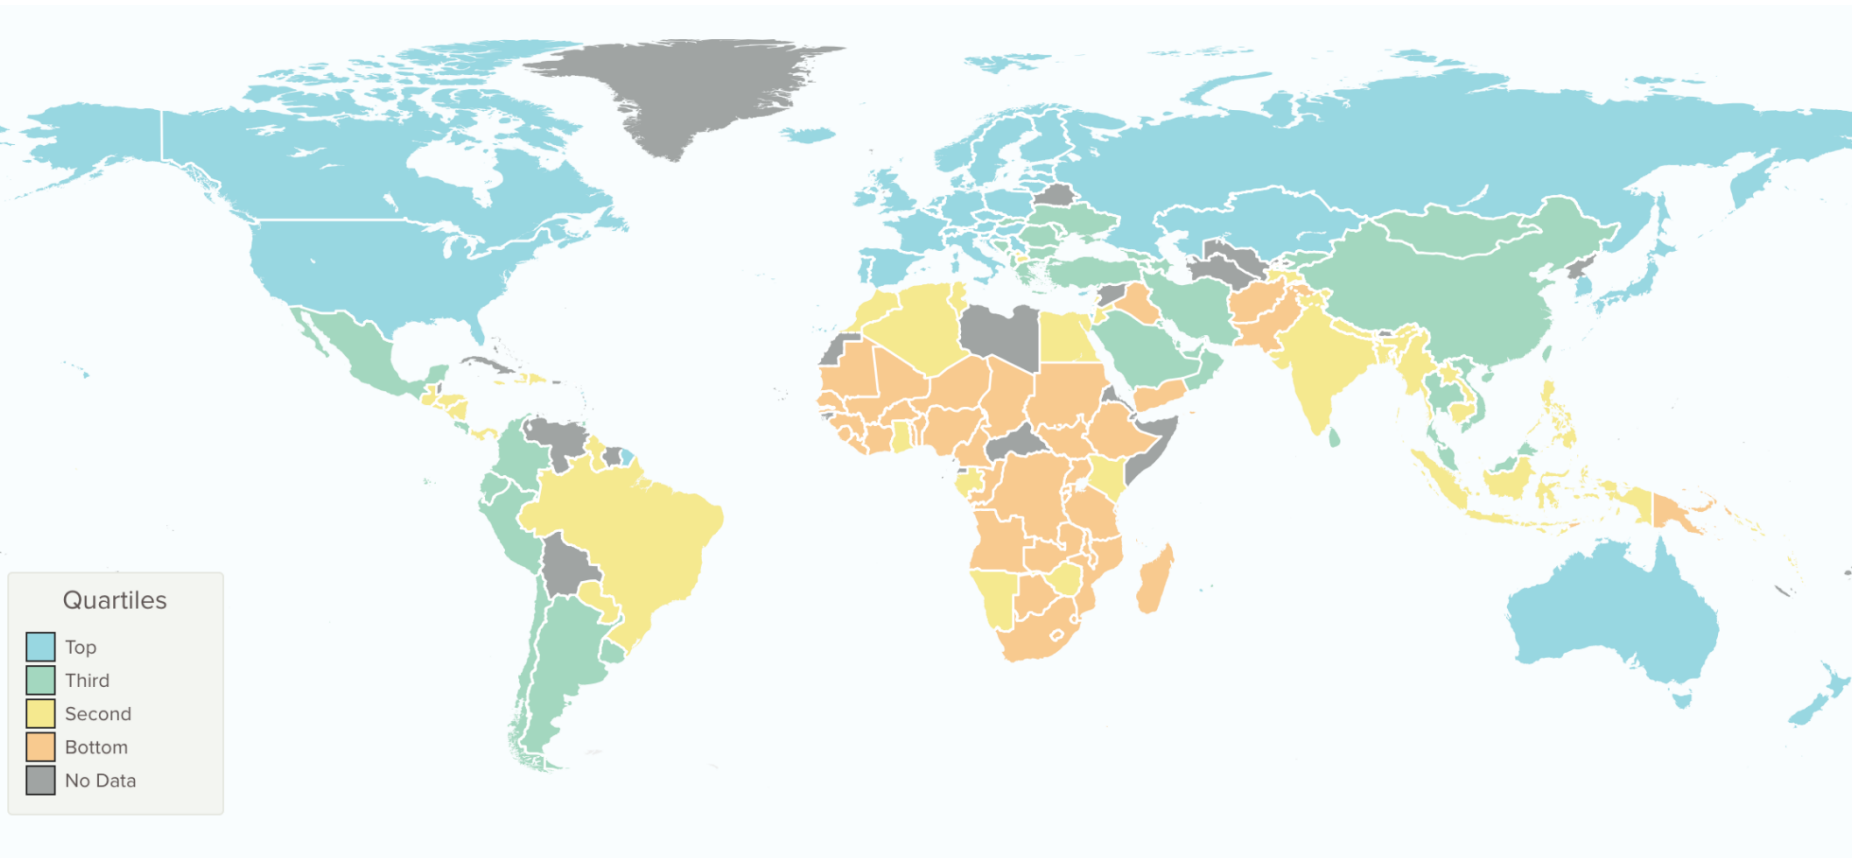 Quartiles
Top
Third
Second
Bottom
No Data